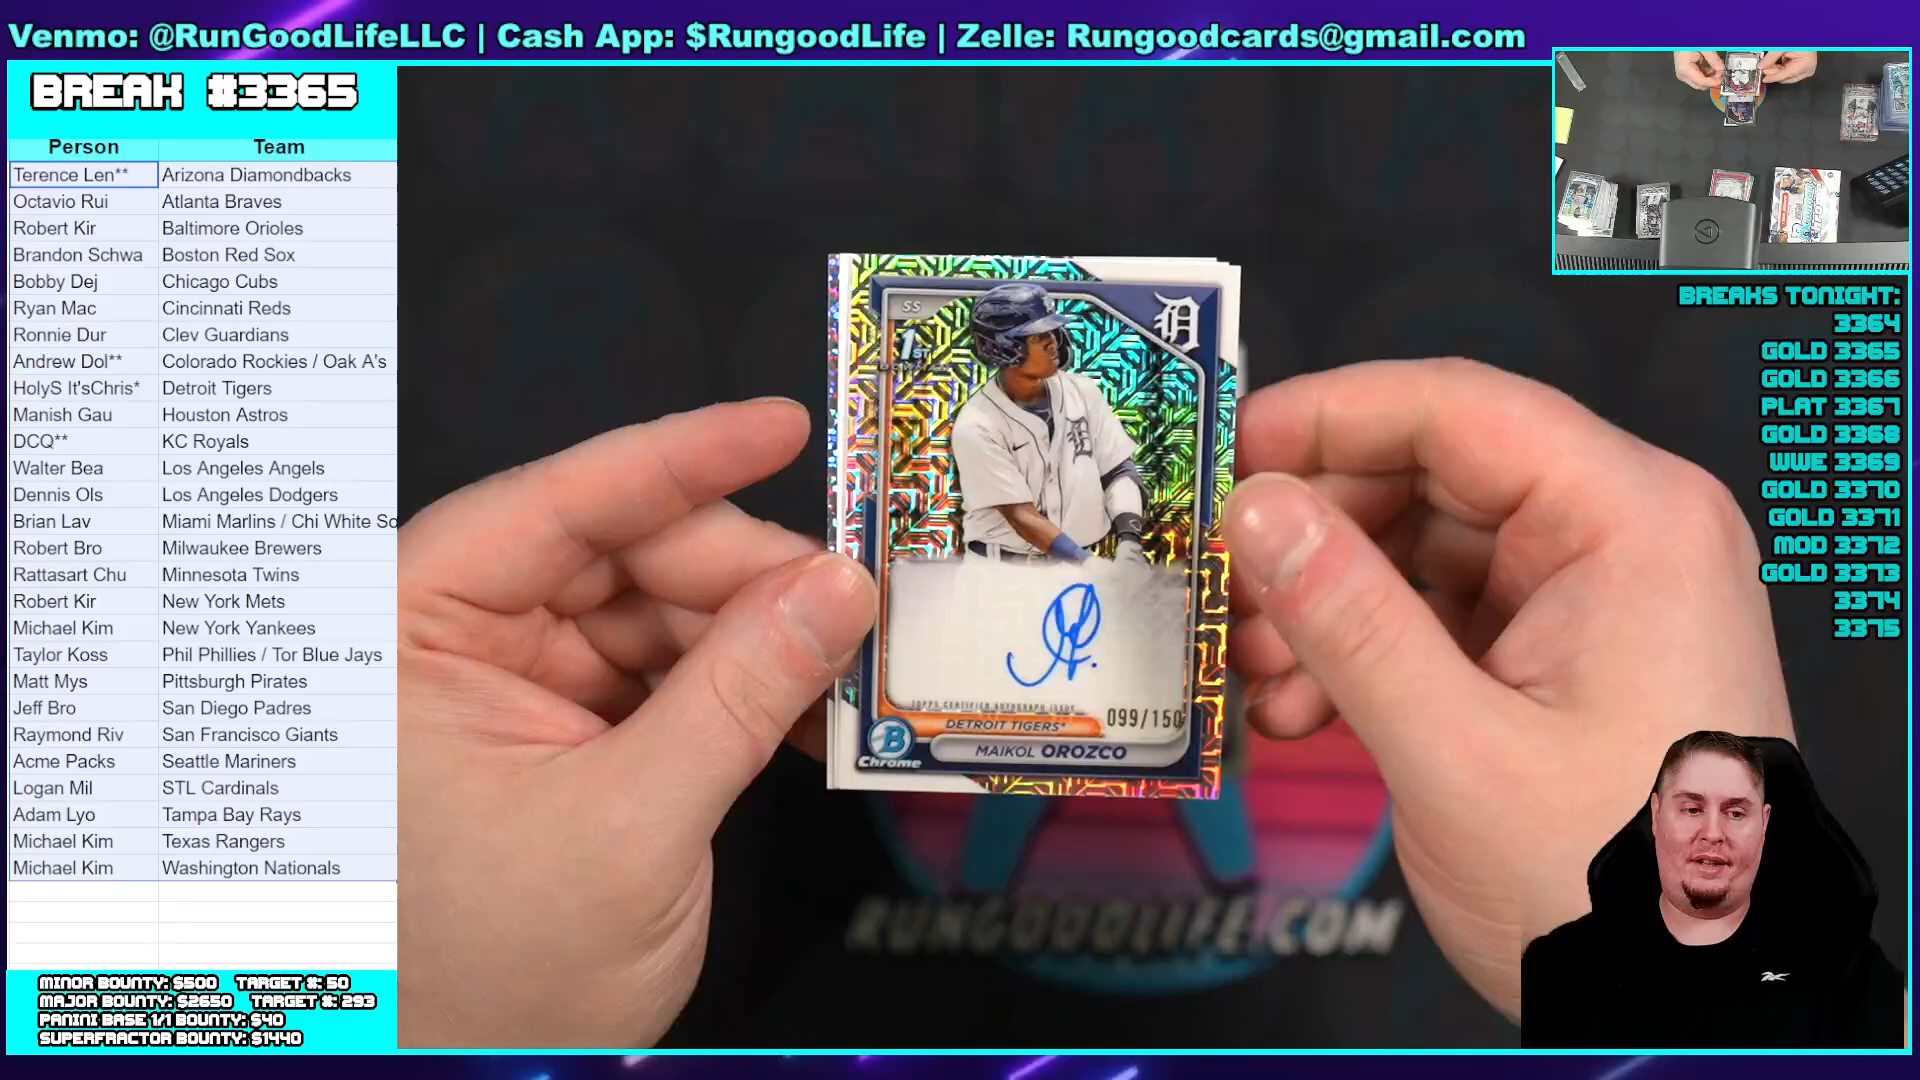 Venmo: @RunGoodLifeLLC | Cash App: $RungoodLife | Zelle: Rungoodcards@gmail.com
BREAK #3365
Person Team
Terence Len** Arizona Diamondbacks
Octavio Rui Atlanta Braves
Robert Kir Baltimore Orioles
Brandon Schwa Boston Red Sox
Bobby Dej Chicago Cubs
Ryan Mac Cincinnati Reds
Ronnie Dur Clev Guardians
Andrew Dol** Colorado Rockies / Oak A's
HolyS It'sChris* Detroit Tigers
Manish Gau Houston Astros
DCQ** KC Royals
Walter Bea Los Angeles Angels
Dennis Ols Los Angeles Dodgers
Brian Lav Miami Marlins / Chi White So
Robert Bro Milwaukee Brewers
Rattasart Chu Minnesota Twins
Robert Kir New York Mets
Michael Kim New York Yankees
Taylor Koss Phil Phillies / Tor Blue Jays
Matt Mys Pittsburgh Pirates
Jeff Bro San Diego Padres
Raymond Riv San Francisco Giants
Acme Packs Seattle Mariners
Logan Mil STL Cardinals
Adam Lyo Tampa Bay Rays
Michael Kim Texas Rangers
Michael Kim Washington Nationals
MINOR BOUNTY: $500 TARGET #: 50
MAJOR BOUNTY: $2650 TARGET #: 293
PANINI BASE 1/1 BOUNTY: $40
SUPERFRACTOR BOUNTY: $1440
SS
1ST
BOWMAN
D
TOPPS CERTIFIED AUTOGRAPH ISSUE
099/150
DETROIT TIGERS
MAIKOL OROZCO
B
Chrome
RUNGOODLIFE.COM
BREAKS TONIGHT:
3364
GOLD 3365
GOLD 3366
PLAT 3367
GOLD 3368
WWE 3369
GOLD 3370
GOLD 3371
MOD 3372
GOLD 3373
3374
3375